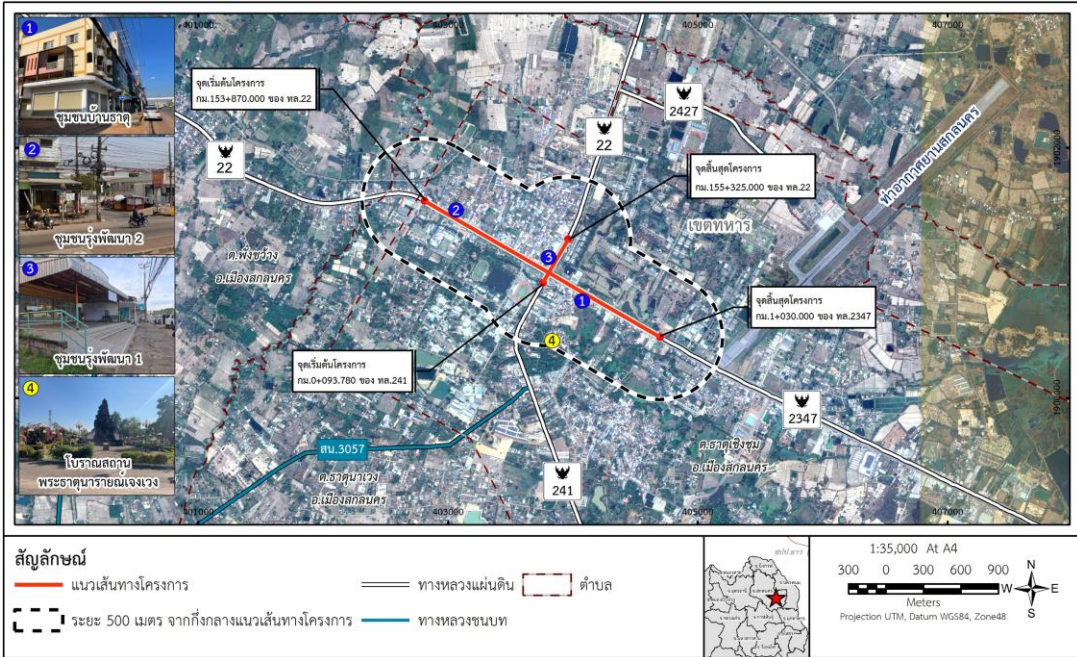 401000
403000
405000
407000
1
ชุมชนบ้านธาตุ
2
ชุมชนรุ่งพัฒนา 2
3
ชุมชนรุ่งพัฒนา 1
4
โบราณสถาน
พระธาตุนารายณ์เจงเวง
จุดเริ่มต้นโครงการ
กม.153+870.000 ของ ทล.22
22
22
2427
จุดสิ้นสุดโครงการ
กม.155+325.000 ของ ทล.22
ท่าอากาศยานสกลนคร
1902000
เขตทหาร
2
3
1
4
ต.พังขว้าง
อ.เมืองสกลนคร
จุดสิ้นสุดโครงการ
กม.1+030.000 ของ ทล.2347
จุดเริ่มต้นโครงการ
กม.0+093.780 ของ ทล.241
2347
1900000
สน.3057
ต.ธาตุเชิงชุม
อ.เมืองสกลนคร
ต.ธาตุนาเวง
อ.เมืองสกลนคร
241
401000
403000
405000
407000
สัญลักษณ์
แนวเส้นทางโครงการ
ทางหลวงแผ่นดิน
ตำบล
ระยะ 500 เมตร จากกึ่งกลางแนวเส้นทางโครงการ
ทางหลวงชนบท
1:35,000 At A4
300 0 300 600 900
Meters
Projection UTM, Datum WGS84, Zone48
N
W
E
S